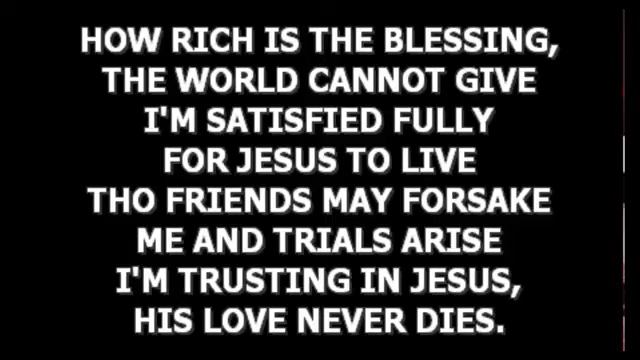 HOW RICH IS THE BLESSING,
THE WORLD CANNOT GIVE
I'M SATISFIED FULLY
FOR JESUS TO LIVE
THO FRIENDS MAY FORSAKE
ME AND TRIALS ARISE
I'M TRUSTING IN JESUS,
HIS LOVE NEVER DIES.